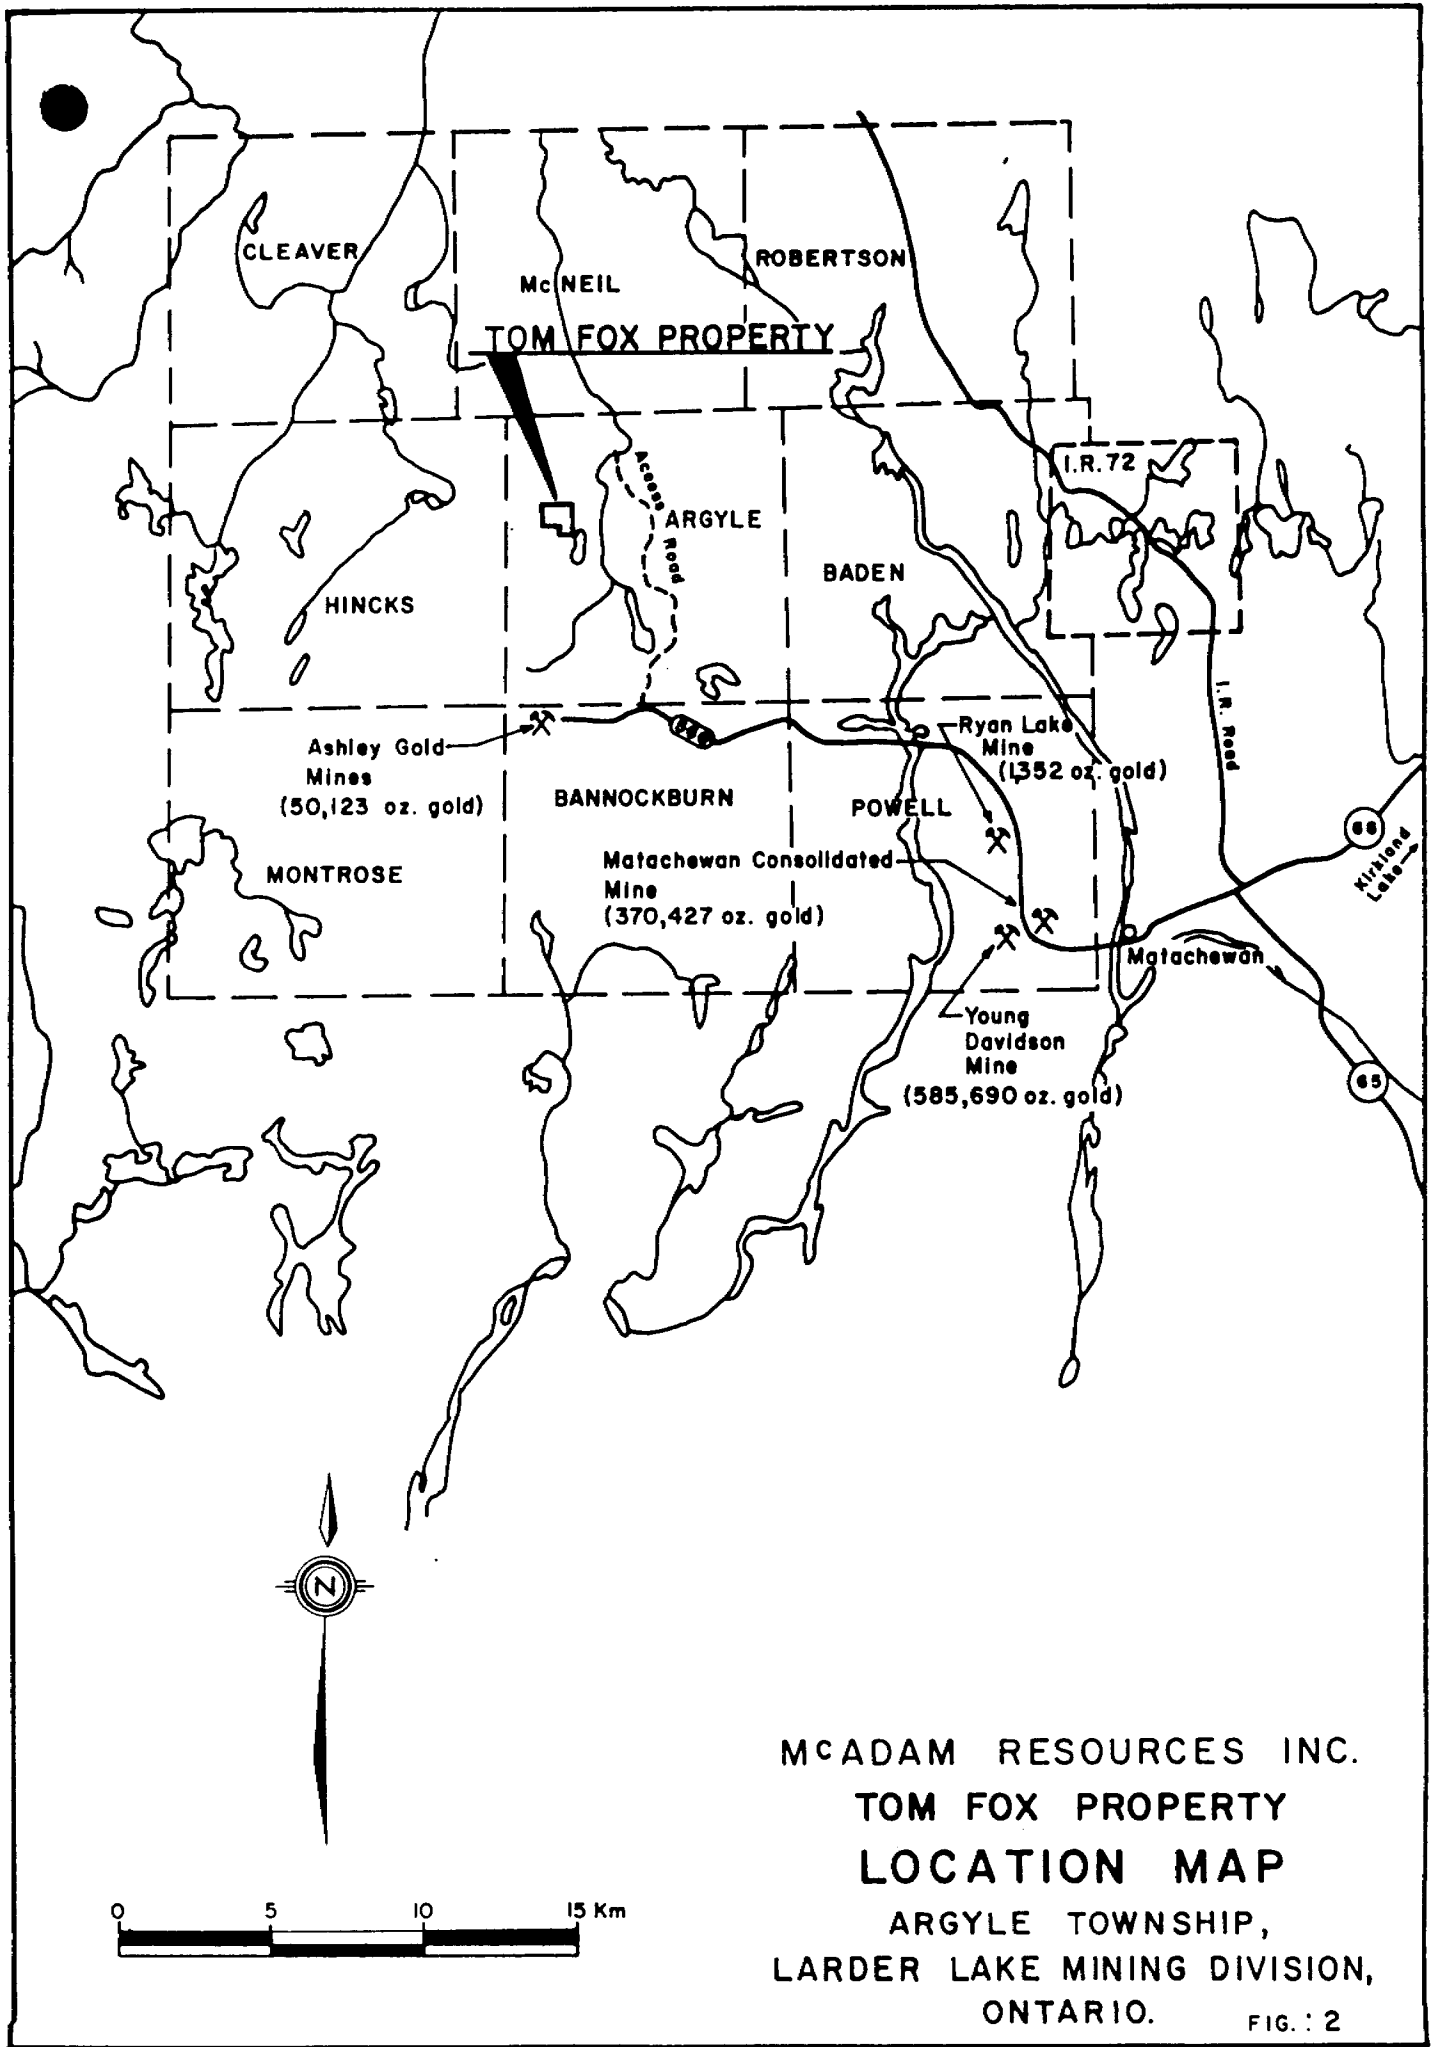 CLEAVER
McNEIL
ROBERTSON
TOM FOX PROPERTY
I.R. 72
Access Road
ARGYLE
BADEN
HINCKS
I.R. Road
Ashley Gold
Mines
(50,123 oz. gold)
566
Ryan Lake
Mine
(1,352 oz. gold)
BANNOCKBURN
POWELL
66
Kirkland
Lake
MONTROSE
Matachewan Consolidated
Mine
(370,427 oz. gold)
Matachewan
Young
Davidson
Mine
(585,690 oz. gold)
65
N
McADAM RESOURCES INC.
TOM FOX PROPERTY
LOCATION MAP
0 5 10 15 Km
ARGYLE TOWNSHIP,
LARDER LAKE MINING DIVISION,
ONTARIO.
FIG. : 2